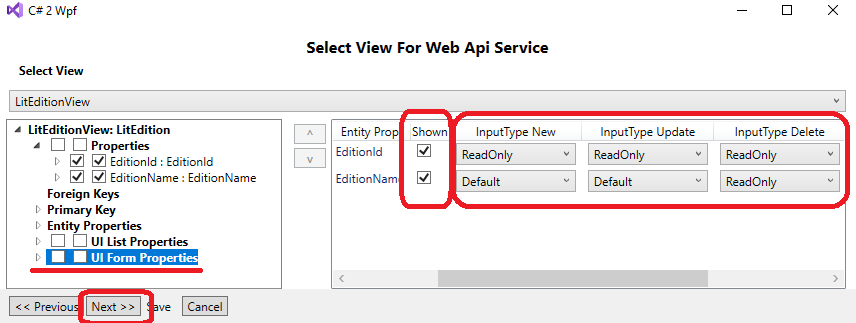 C# 2 Wpf
Select View For Web Api Service
Select View
LitEditionView
LitEditionView: LitEdition
Properties
EditionId : EditionId
EditionName : EditionName
Foreign Keys
Primary Key
Entity Properties
UI List Properties
UI Form Properties
^
v
Entity Prop Shown InputType New InputType Update InputType Delete
EditionId ReadOnly ReadOnly ReadOnly
EditionName Default Default ReadOnly
<< Previous Next >> Save Cancel